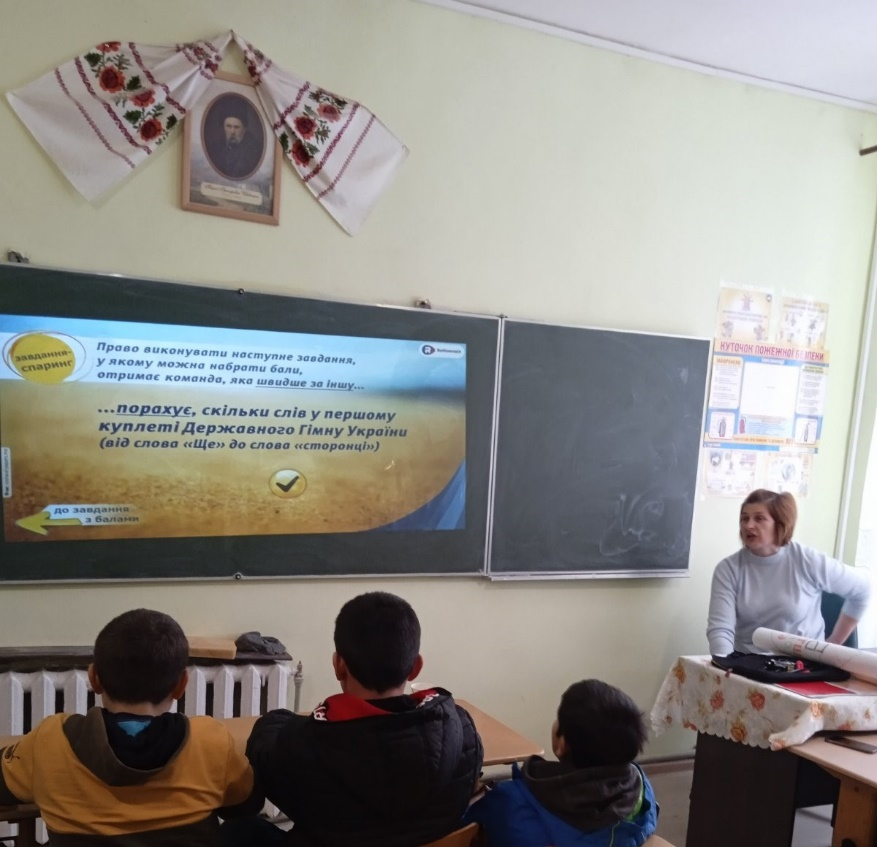 завдання-
спаринг
Право виконувати наступне завдання,
у якому можна набрати бали,
отримає команда, яка швидше за іншу...
...порахує, скільки слів у першому
куплеті Державного Гімну України
(від слова «Ще» до слова «сторонці»)
до завдання
з балами
КУТОЧОК ПОЖЕЖНОЇ БЕЗПЕКИ